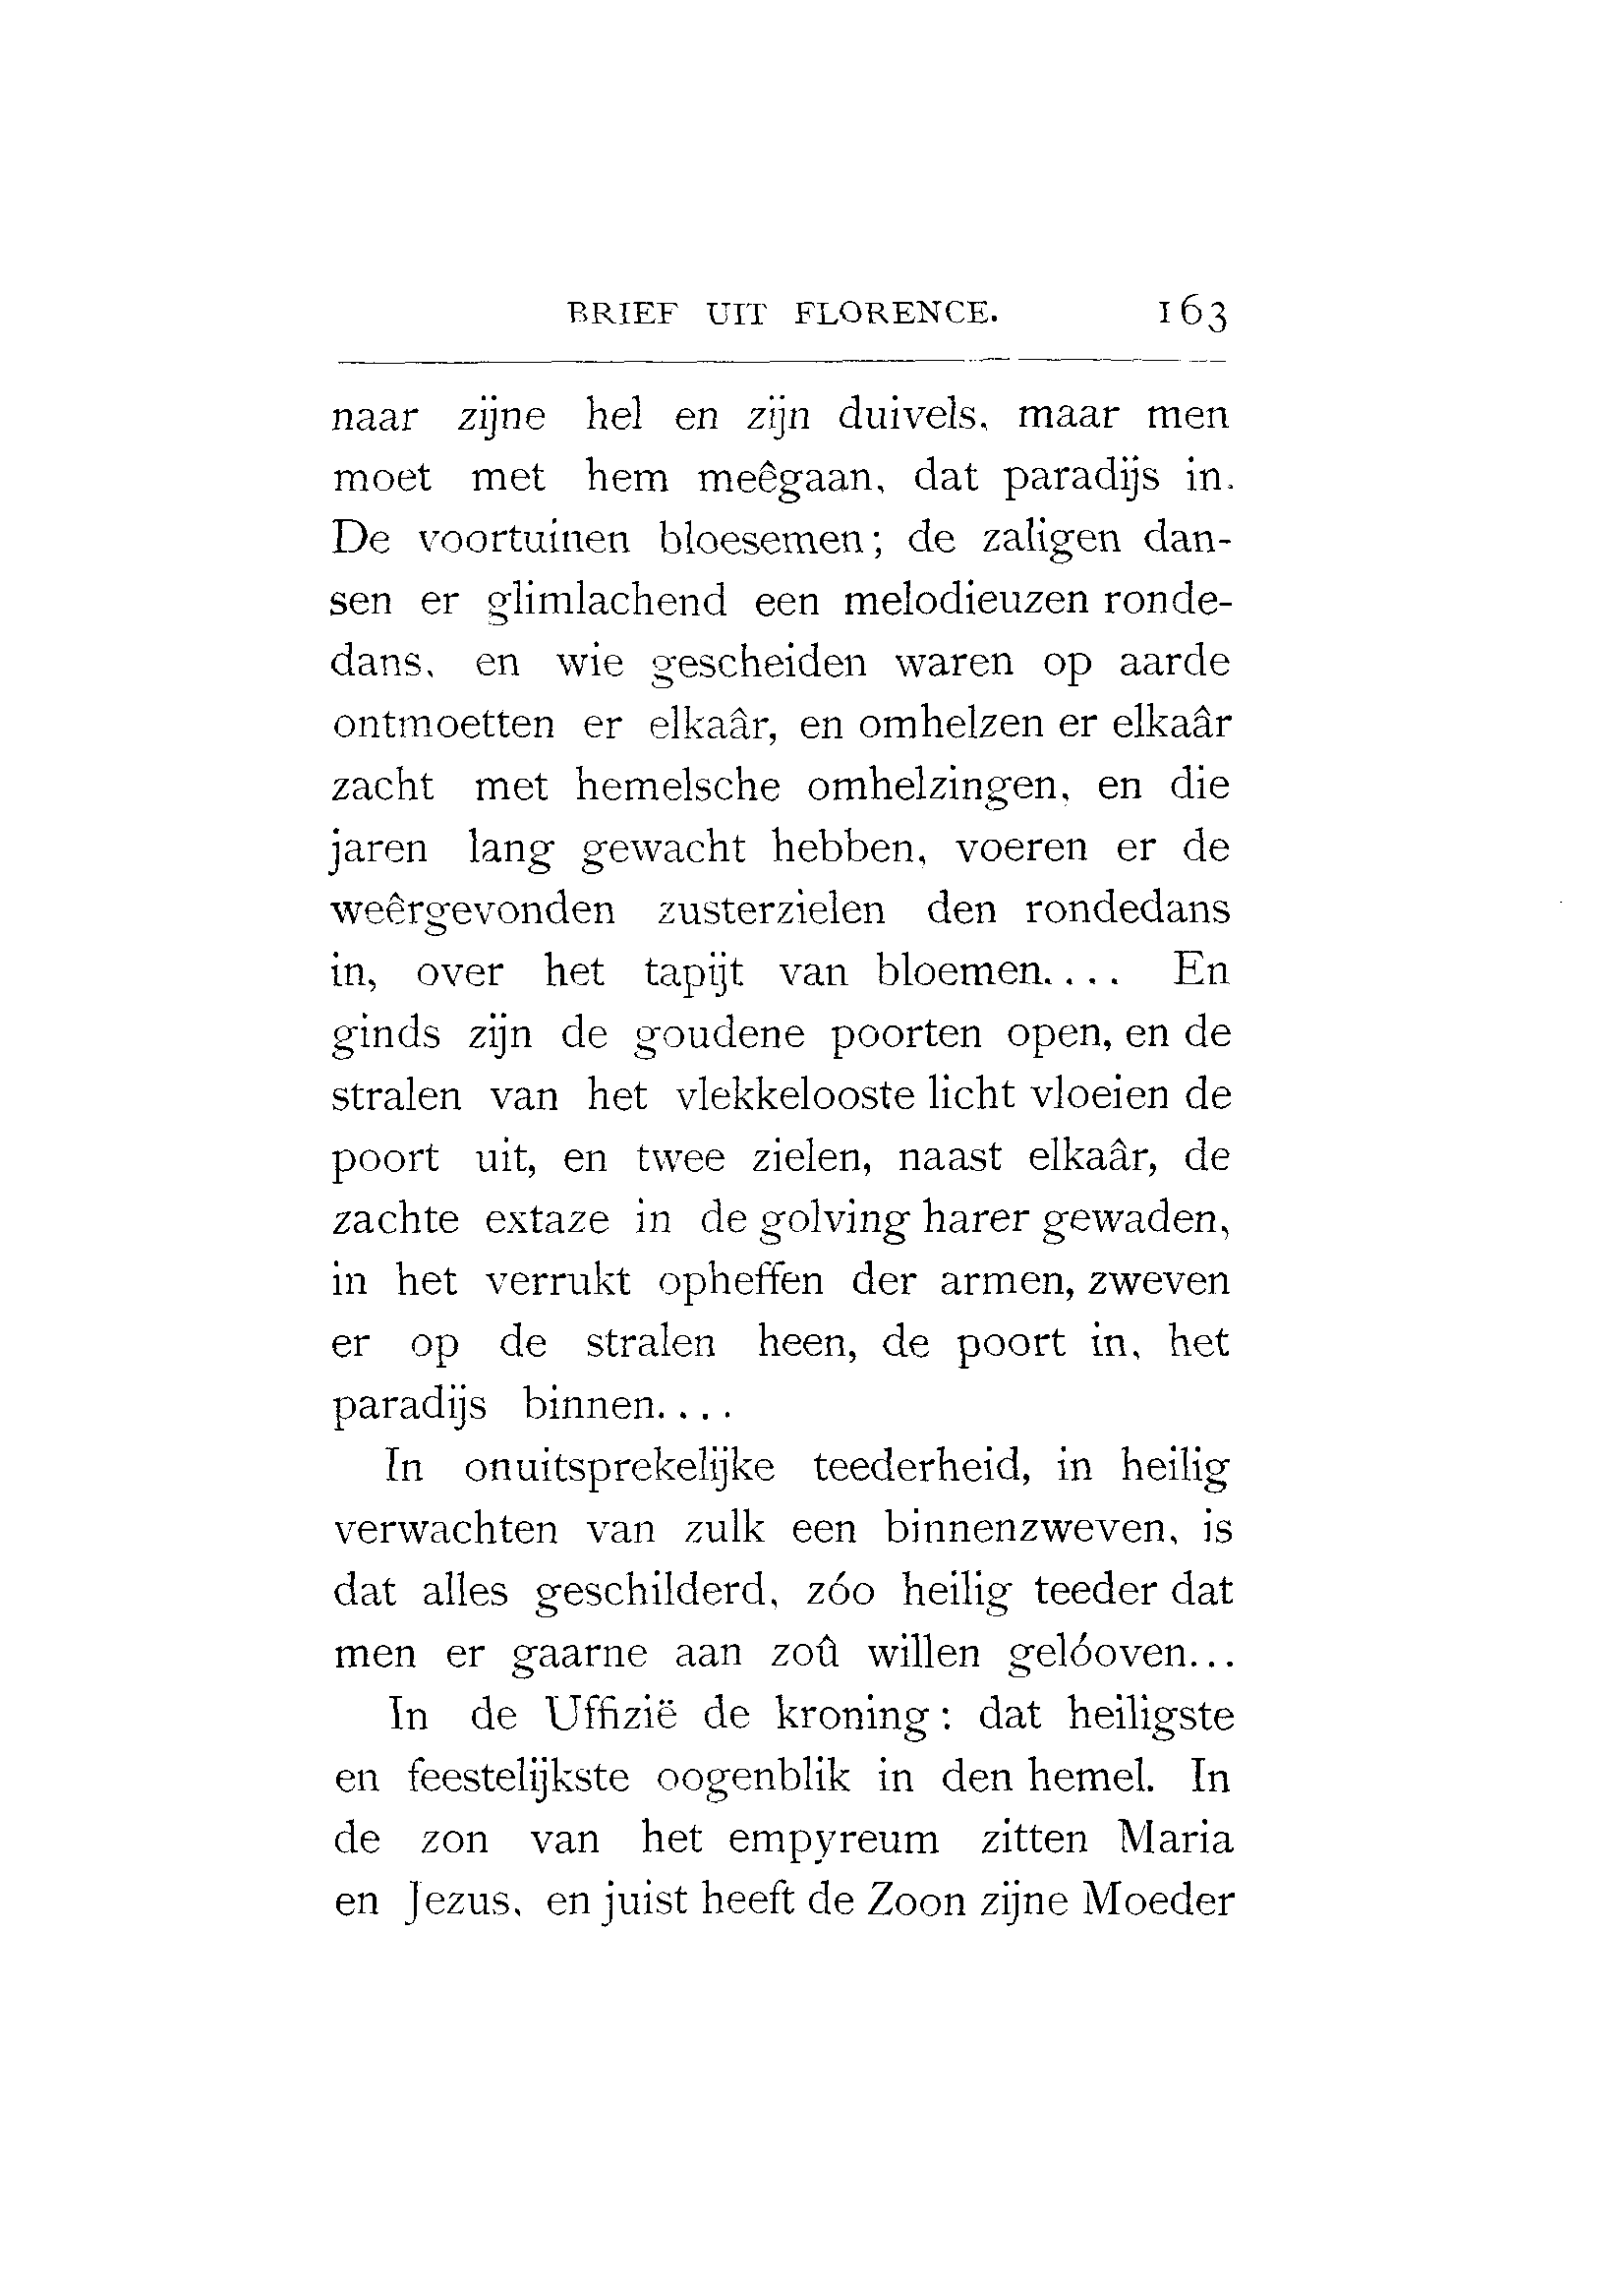 BRIEF UIT FLORENCE. 163
naar zijne hel en zijn duivels, maar men
moet met hem meêgaan, dat paradijs in.
De voortuinen bloesemen; de zaligen dan-
sen er glimlachend een melodieuzen ronde-
dans, en wie gescheiden waren op aarde
ontmoetten er elkaâr, en omhelzen er elkaâr
zacht met hemelsche omhelzingen, en die
jaren lang gewacht hebben, voeren er de
weêrgevonden zusterzielen den rondedans
in, over het tapijt van bloemen.... En
ginds zijn de goudene poorten open, en de
stralen van het vlekkelooste licht vloeien de
poort uit, en twee zielen, naast elkaâr, de
zachte extaze in de golving harer gewaden,
in het verrukt opheffen der armen, zweven
er op de stralen heen, de poort in, het
paradijs binnen....
In onuitsprekelijke teederheid, in heilig
verwachten van zulk een binnenzweven, is
dat alles geschilderd, zóo heilig teeder dat
men er gaarne aan zoû willen gelóoven...
In de Uffizië de kroning: dat heiligste
en feestelijkste oogenblik in den hemel. In
de zon van het empyreum zitten Maria
en Jezus, en juist heeft de Zoon zijne Moeder